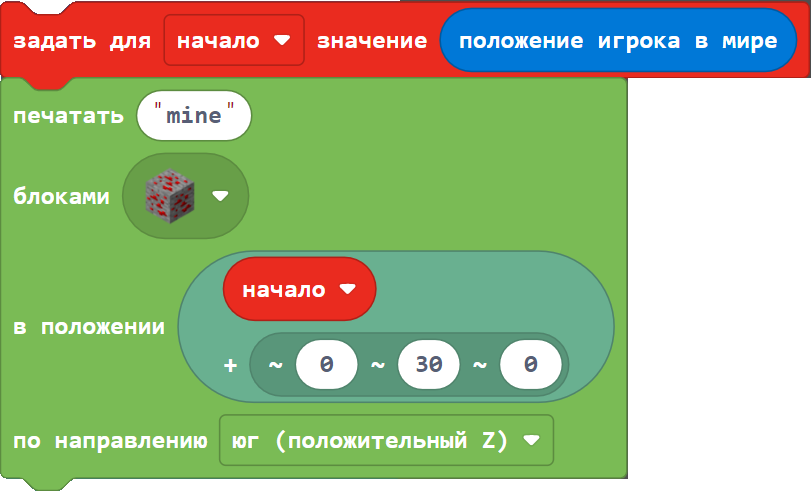 задать для начало значение положение игрока в мире
печатать "mine"
блоками
начало
в положении
+ ~ 0 ~ 30 ~ 0
по направлению юг (положительный Z)